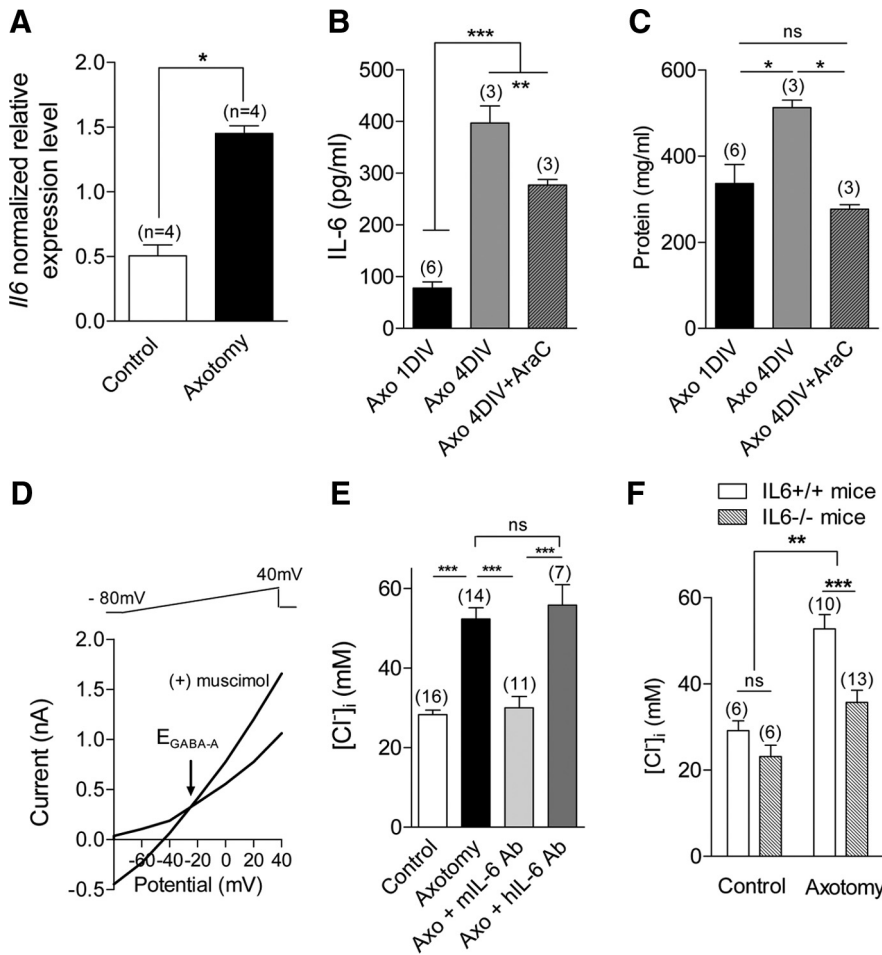 A
Il6 normalized relative
expression level
2.0
1.5
1.0
0.5
0.0
*
(n=4)
(n=4)
Control
Axotomy
B
IL-6 (pg/ml)
500
400
300
200
100
0
***
**
(6)
(3)
(3)
Axo 1DIV
Axo 4DIV
Axo 4DIV+AraC
C
Protein (mg/ml)
600
400
200
0
ns
*
*
(6)
(3)
(3)
Axo 1DIV
Axo 4DIV
Axo 4DIV+AraC
D
- 80mV
40mV
Current (nA)
2.0
1.5
1.0
0.5
0.0
-0.5
(+) muscimol
EGABA-A
-60 -40 -20 0 20 40
Potential (mV)
E
[Cl-]i (mM)
60
40
20
0
ns
***
***
***
(16)
(14)
(11)
(7)
Control
Axotomy
Axo + mIL-6 Ab
Axo + hIL-6 Ab
F
IL6+/+ mice
IL6-/- mice
[Cl-]i (mM)
60
40
20
0
**
ns
***
(6)
(6)
(10)
(13)
Control
Axotomy